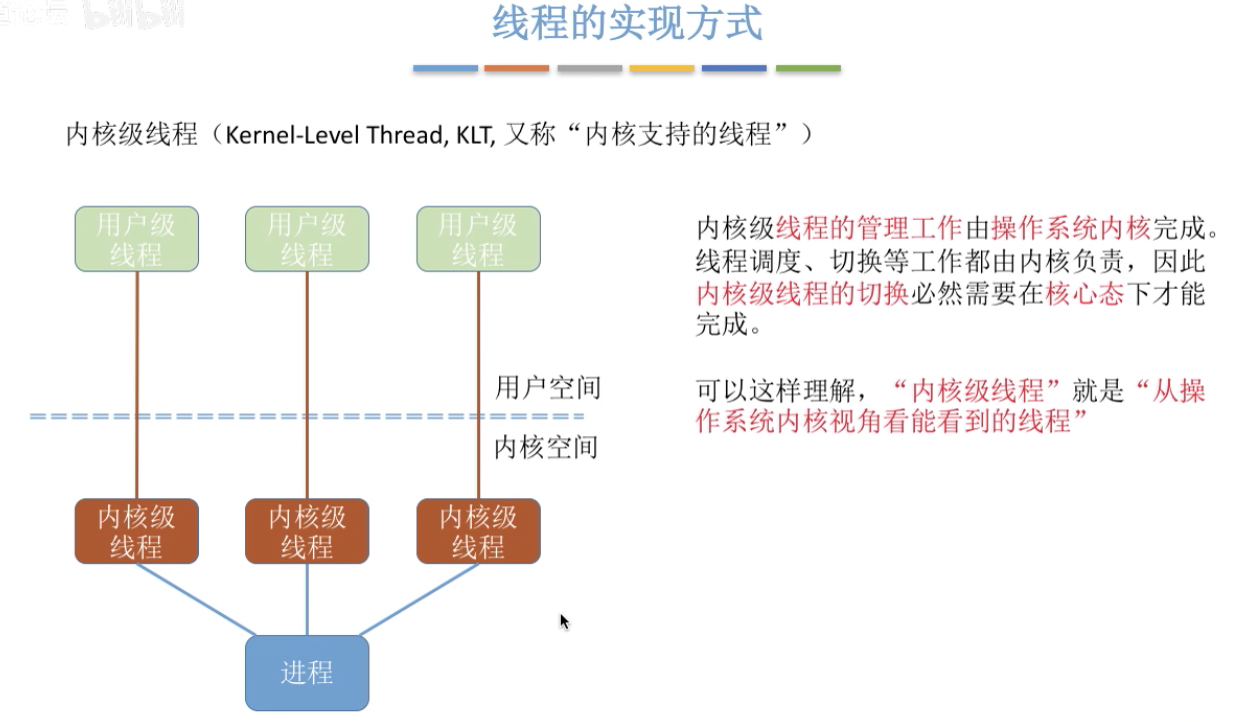 bilibili
线程的实现方式
内核级线程（Kernel-Level Thread, KLT, 又称“内核支持的线程”）
用户级
线程
用户级
线程
用户级
线程
用户空间
内核空间
内核级
线程
内核级
线程
内核级
线程
进程
内核级线程的管理工作由操作系统内核完成。
线程调度、切换等工作都由内核负责，因此
内核级线程的切换必然需要在核心态下才能
完成。
可以这样理解，“内核级线程”就是“从操
作系统内核视角看能看到的线程”